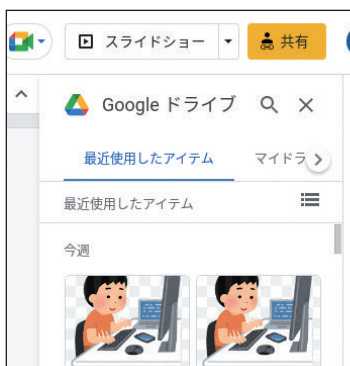 スライドショー
共有
Google ドライブ
最近使用したアイテム マイドラ
最近使用したアイテム
今週